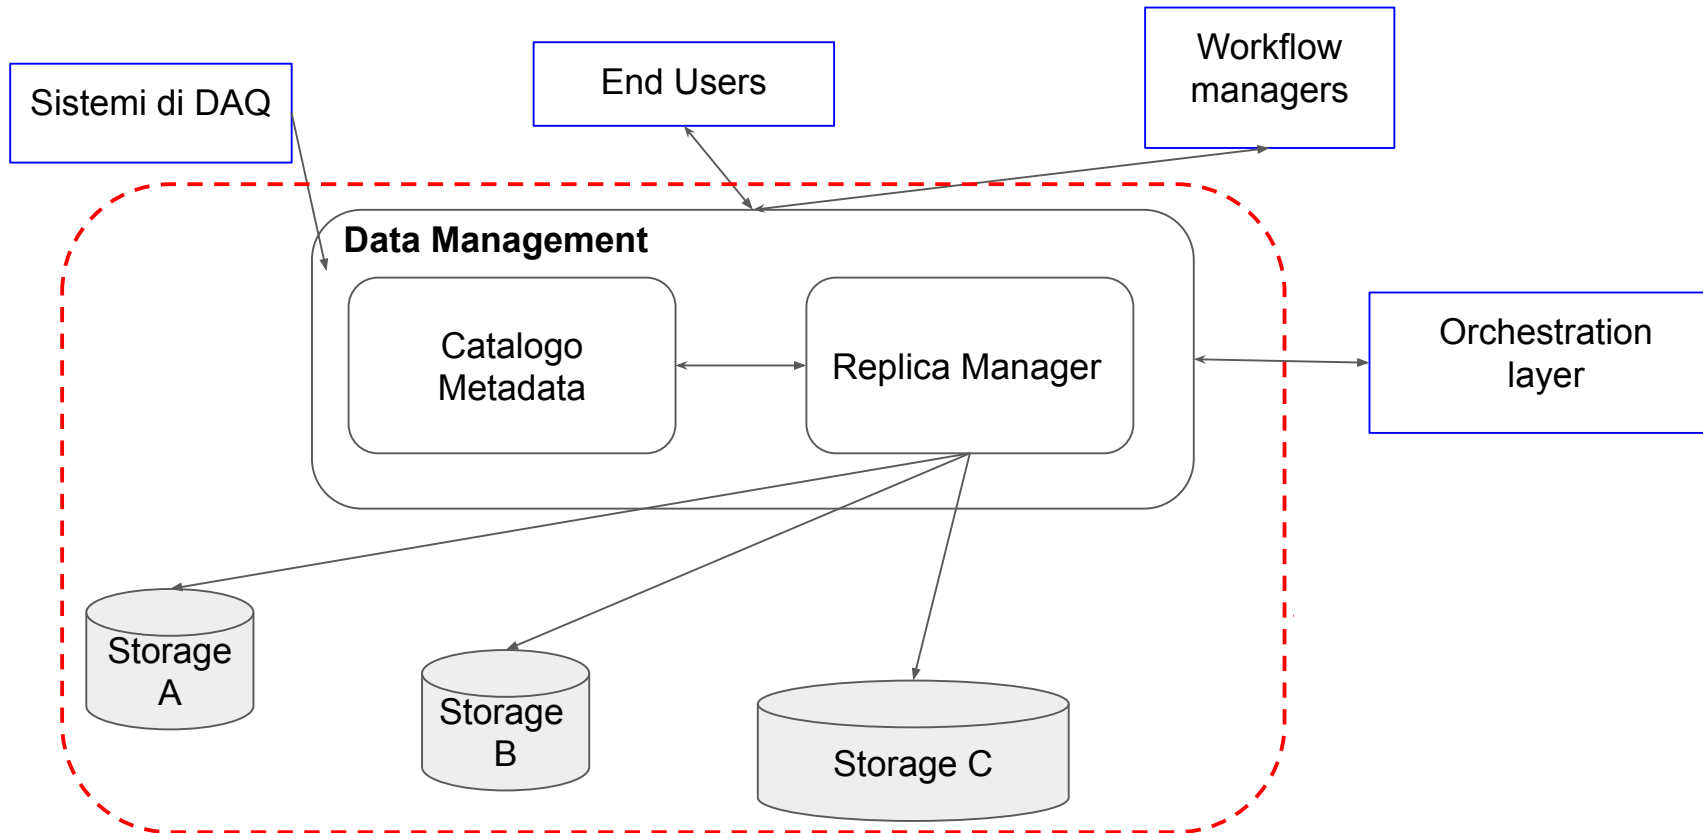 Sistemi di DAQ
End Users
Workflow
managers
Data Management
Catalogo
Metadata
Replica Manager
Orchestration
layer
Storage
A
Storage
B
Storage C